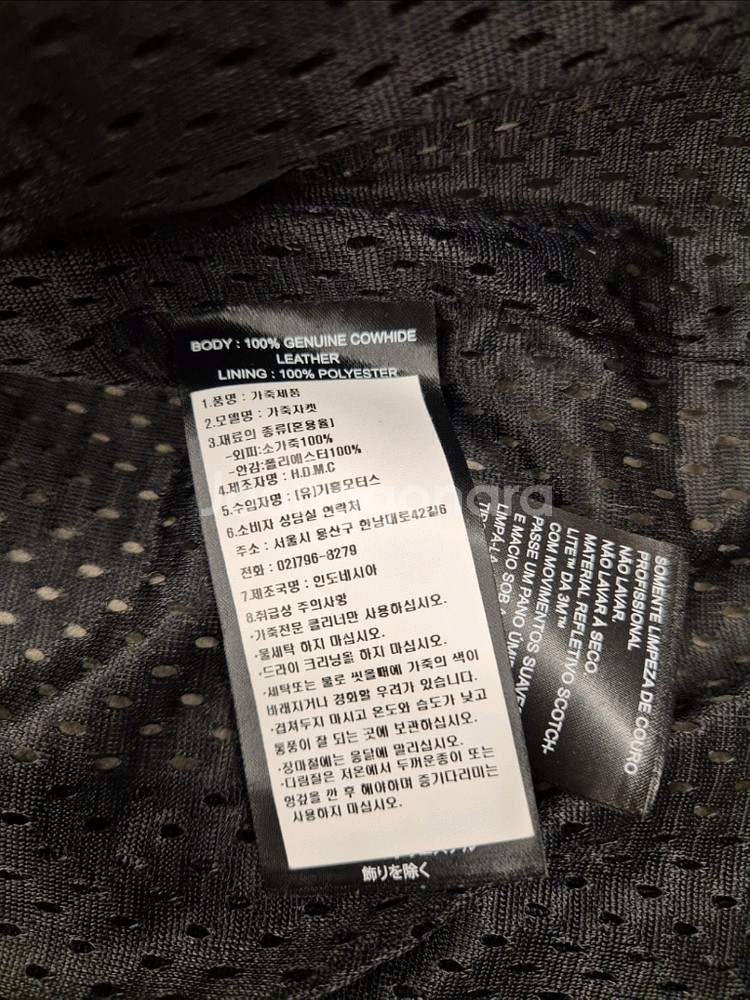 BODY : 100% GENUINE COWHIDE
LEATHER
LINING : 100% POLYESTER
1.품명 : 가죽제품
2.모델명 : 가죽자켓
3.재료의 종류[혼용율]
-외피:소가죽100%
-안감:폴리에스터100%
4.제조자명 : H.D.M.C
5.수입자명 : [유]기흥모터스
6.소비자 상담실 연락처
주소 : 서울시 용산구 한남대로42길6
전화 : 02)796-8279
7.제조국명 : 인도네시아
8.취급상 주의사항
·가죽전문 클리너만 사용하십시오.
·물세탁 하지 마십시오.
·드라이 크리닝을 하지 마십시오.
·세탁또는 물로 씻을때에 가죽의 색이
바래지거나 경화할 우려가 있습니다.
·겹쳐두지 마시고 온도와 습도가 낮고
통풍이 잘 되는 곳에 보관하십시오.
·장마철에는 응달에 말리십시오.
·다림질은 저온에서 두꺼운종이 또는
헝겊을 깐 후 해야하며 증기다리미는
사용하지 마십시오.
飾りを除く
SOMENTE LIMPEZA DE COURO
PROFISSIONAL
NÃO LAVAR.
NÃO LAVAR A SECO.
MATERIAL REFLETIVO SCOTCH-
LITE™ DA 3M™
COM MOVIMENTOS SUAVE
PASSE UM PANO ÚMI
E MACIO SOB
LIMPA-LA